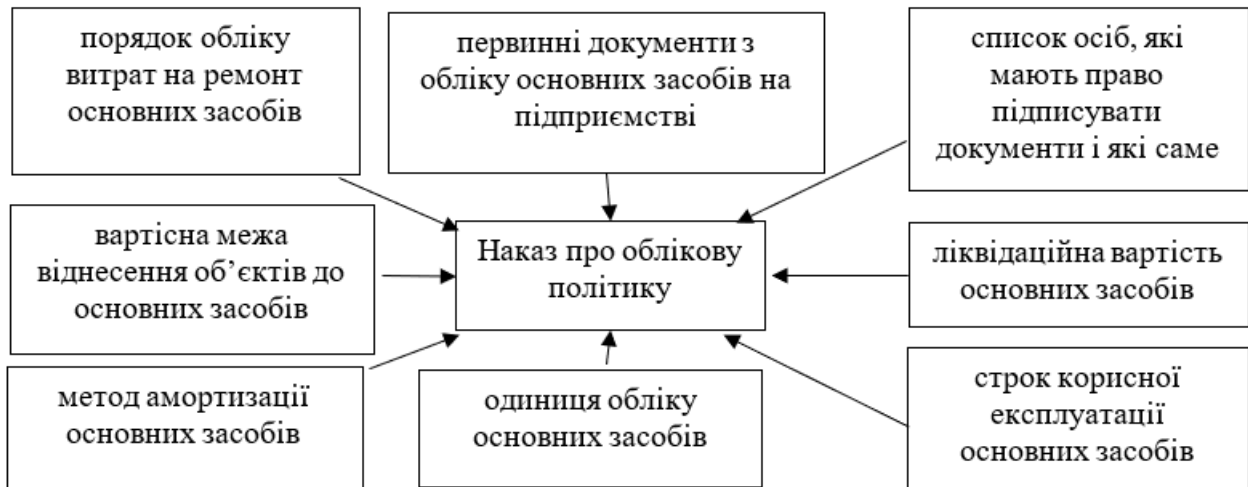 порядок обліку
витрат на ремонт
основних засобів
первинні документи з
обліку основних засобів на
підприємстві
список осіб, які
мають право
підписувати
документи і які саме
вартісна межа
віднесення об’єктів до
основних засобів
Наказ про облікову
політику
ліквідаційна вартість
основних засобів
метод амортизації
основних засобів
одиниця обліку
основних засобів
строк корисної
експлуатації
основних засобів